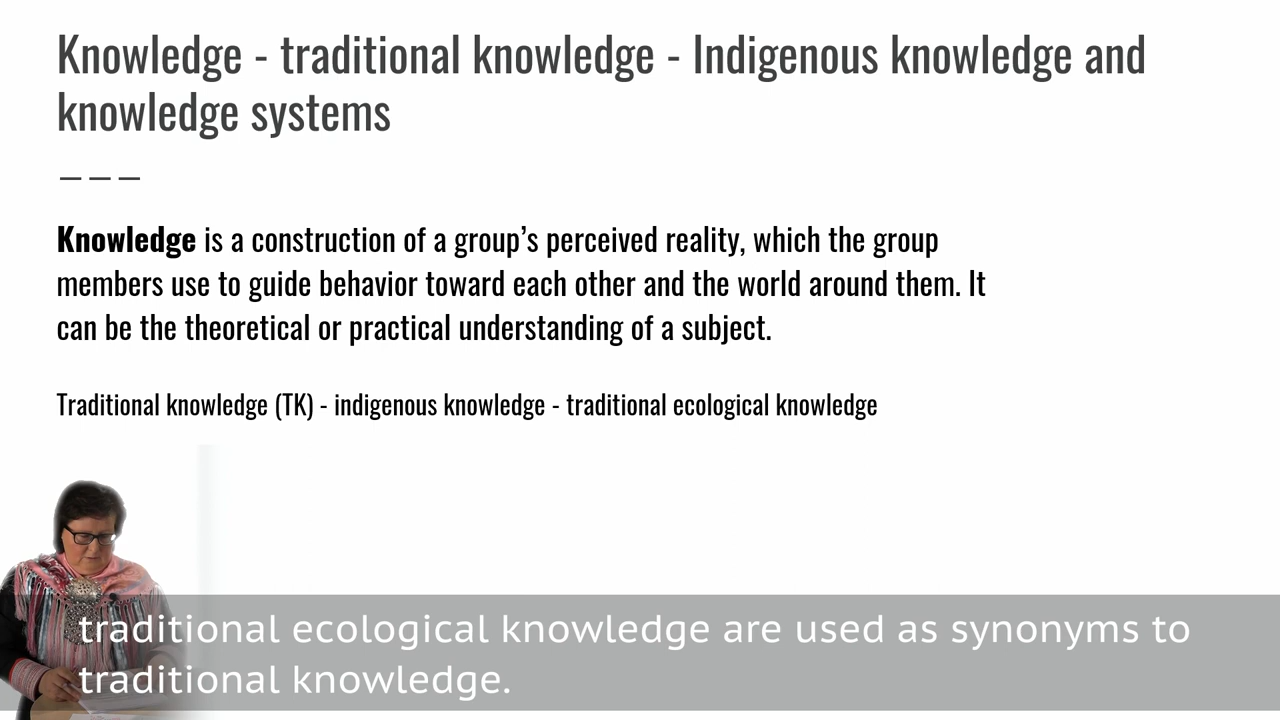 Knowledge - traditional knowledge - Indigenous knowledge and
knowledge systems
Knowledge is a construction of a group’s perceived reality, which the group
members use to guide behavior toward each other and the world around them. It
can be the theoretical or practical understanding of a subject.
Traditional knowledge (TK) - indigenous knowledge - traditional ecological knowledge
traditional ecological knowledge are used as synonyms to
traditional knowledge.